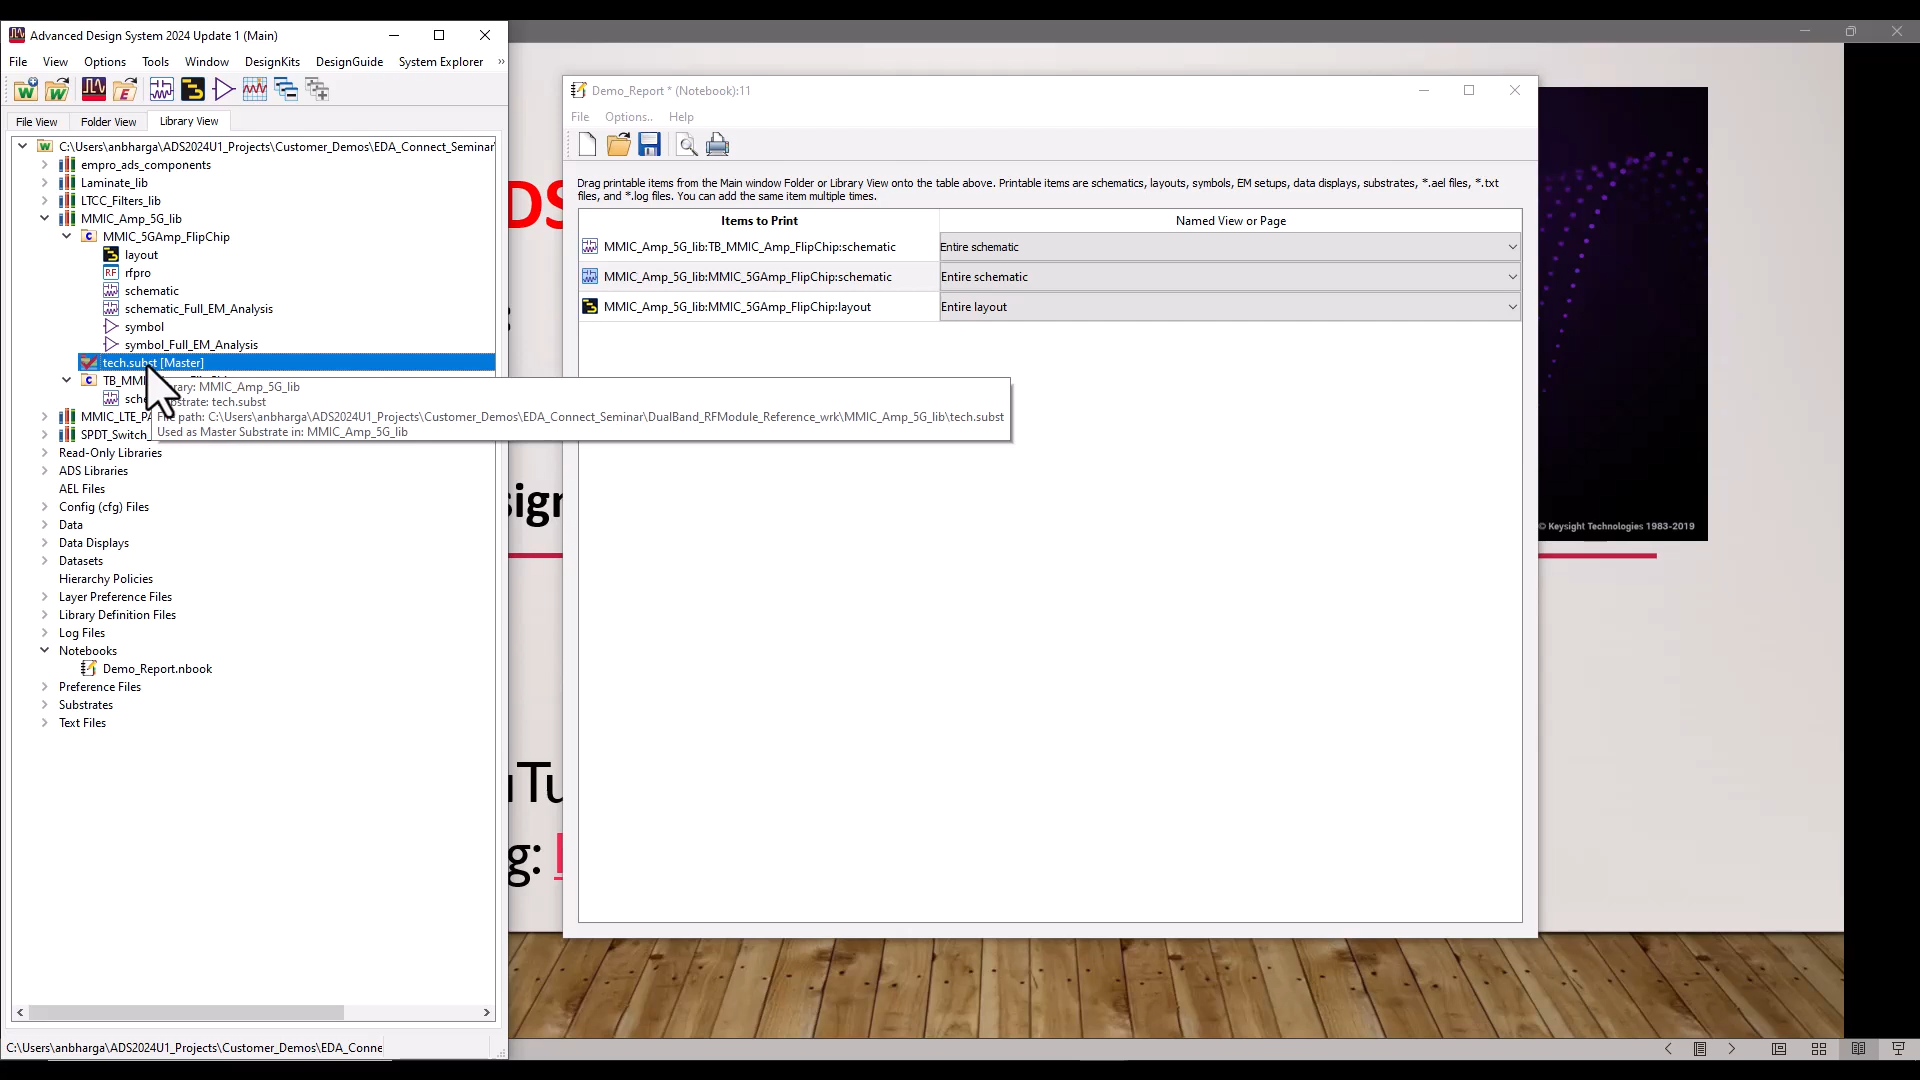 Advanced Design System 2024 Update 1 (Main)
File View Options Tools Window DesignKits DesignGuide System Explorer »
File View Folder View Library View
C:\Users\anbharga\ADS2024U1_Projects\Customer_Demos\EDA_Connect_Seminar
empro_ads_components
Laminate_lib
LTCC_Filters_lib
MMIC_Amp_5G_lib
MMIC_5GAmp_FlipChip
layout
rfpro
schematic
schematic_Full_EM_Analysis
symbol
symbol_Full_EM_Analysis
tech.subst [Master]
Library: MMIC_Amp_5G_lib
Substrate: tech.subst
File path: C:\Users\anbharga\ADS2024U1_Projects\Customer_Demos\EDA_Connect_Seminar\DualBand_RFModule_Reference_wrk\MMIC_Amp_5G_lib\tech.subst
Used as Master Substrate in: MMIC_Amp_5G_lib
MMIC_LTE_PA
SPDT_Switch_
Read-Only Libraries
ADS Libraries
AEL Files
Config (cfg) Files
Data
Data Displays
Datasets
Hierarchy Policies
Layer Preference Files
Library Definition Files
Log Files
Notebooks
Demo_Report.nbook
Preference Files
Substrates
Text Files
C:\Users\anbharga\ADS2024U1_Projects\Customer_Demos\EDA_Conne
Demo_Report * (Notebook):11
File Options.. Help
Drag printable items from the Main window Folder or Library View onto the table above. Printable items are schematics, layouts, symbols, EM setups, data displays, substrates, *.ael files, *.txt
files, and *.log files. You can add the same item multiple times.
Items to Print Named View or Page
MMIC_Amp_5G_lib:TB_MMIC_Amp_FlipChip:schematic Entire schematic
MMIC_Amp_5G_lib:MMIC_5GAmp_FlipChip:schematic Entire schematic
MMIC_Amp_5G_lib:MMIC_5GAmp_FlipChip:layout Entire layout
© Keysight Technologies 1983-2019